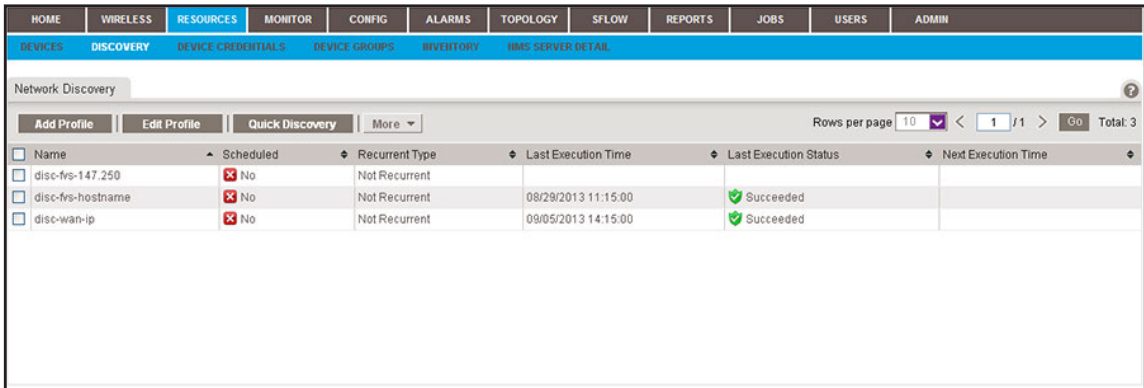 HOME WIRELESS RESOURCES MONITOR CONFIG ALARMS TOPOLOGY SFLOW REPORTS JOBS USERS ADMIN
DEVICES DISCOVERY DEVICE CREDENTIALS DEVICE GROUPS INVENTORY NMS SERVER DETAIL
Network Discovery ?
Add Profile Edit Profile Quick Discovery More Rows per page 10 < 1 /1 > Go Total: 3
Name Scheduled Recurrent Type Last Execution Time Last Execution Status Next Execution Time
disc-fvs-147.250 No Not Recurrent
disc-fvs-hostname No Not Recurrent 08/29/2013 11:15:00 Succeeded
disc-wan-ip No Not Recurrent 09/05/2013 14:15:00 Succeeded